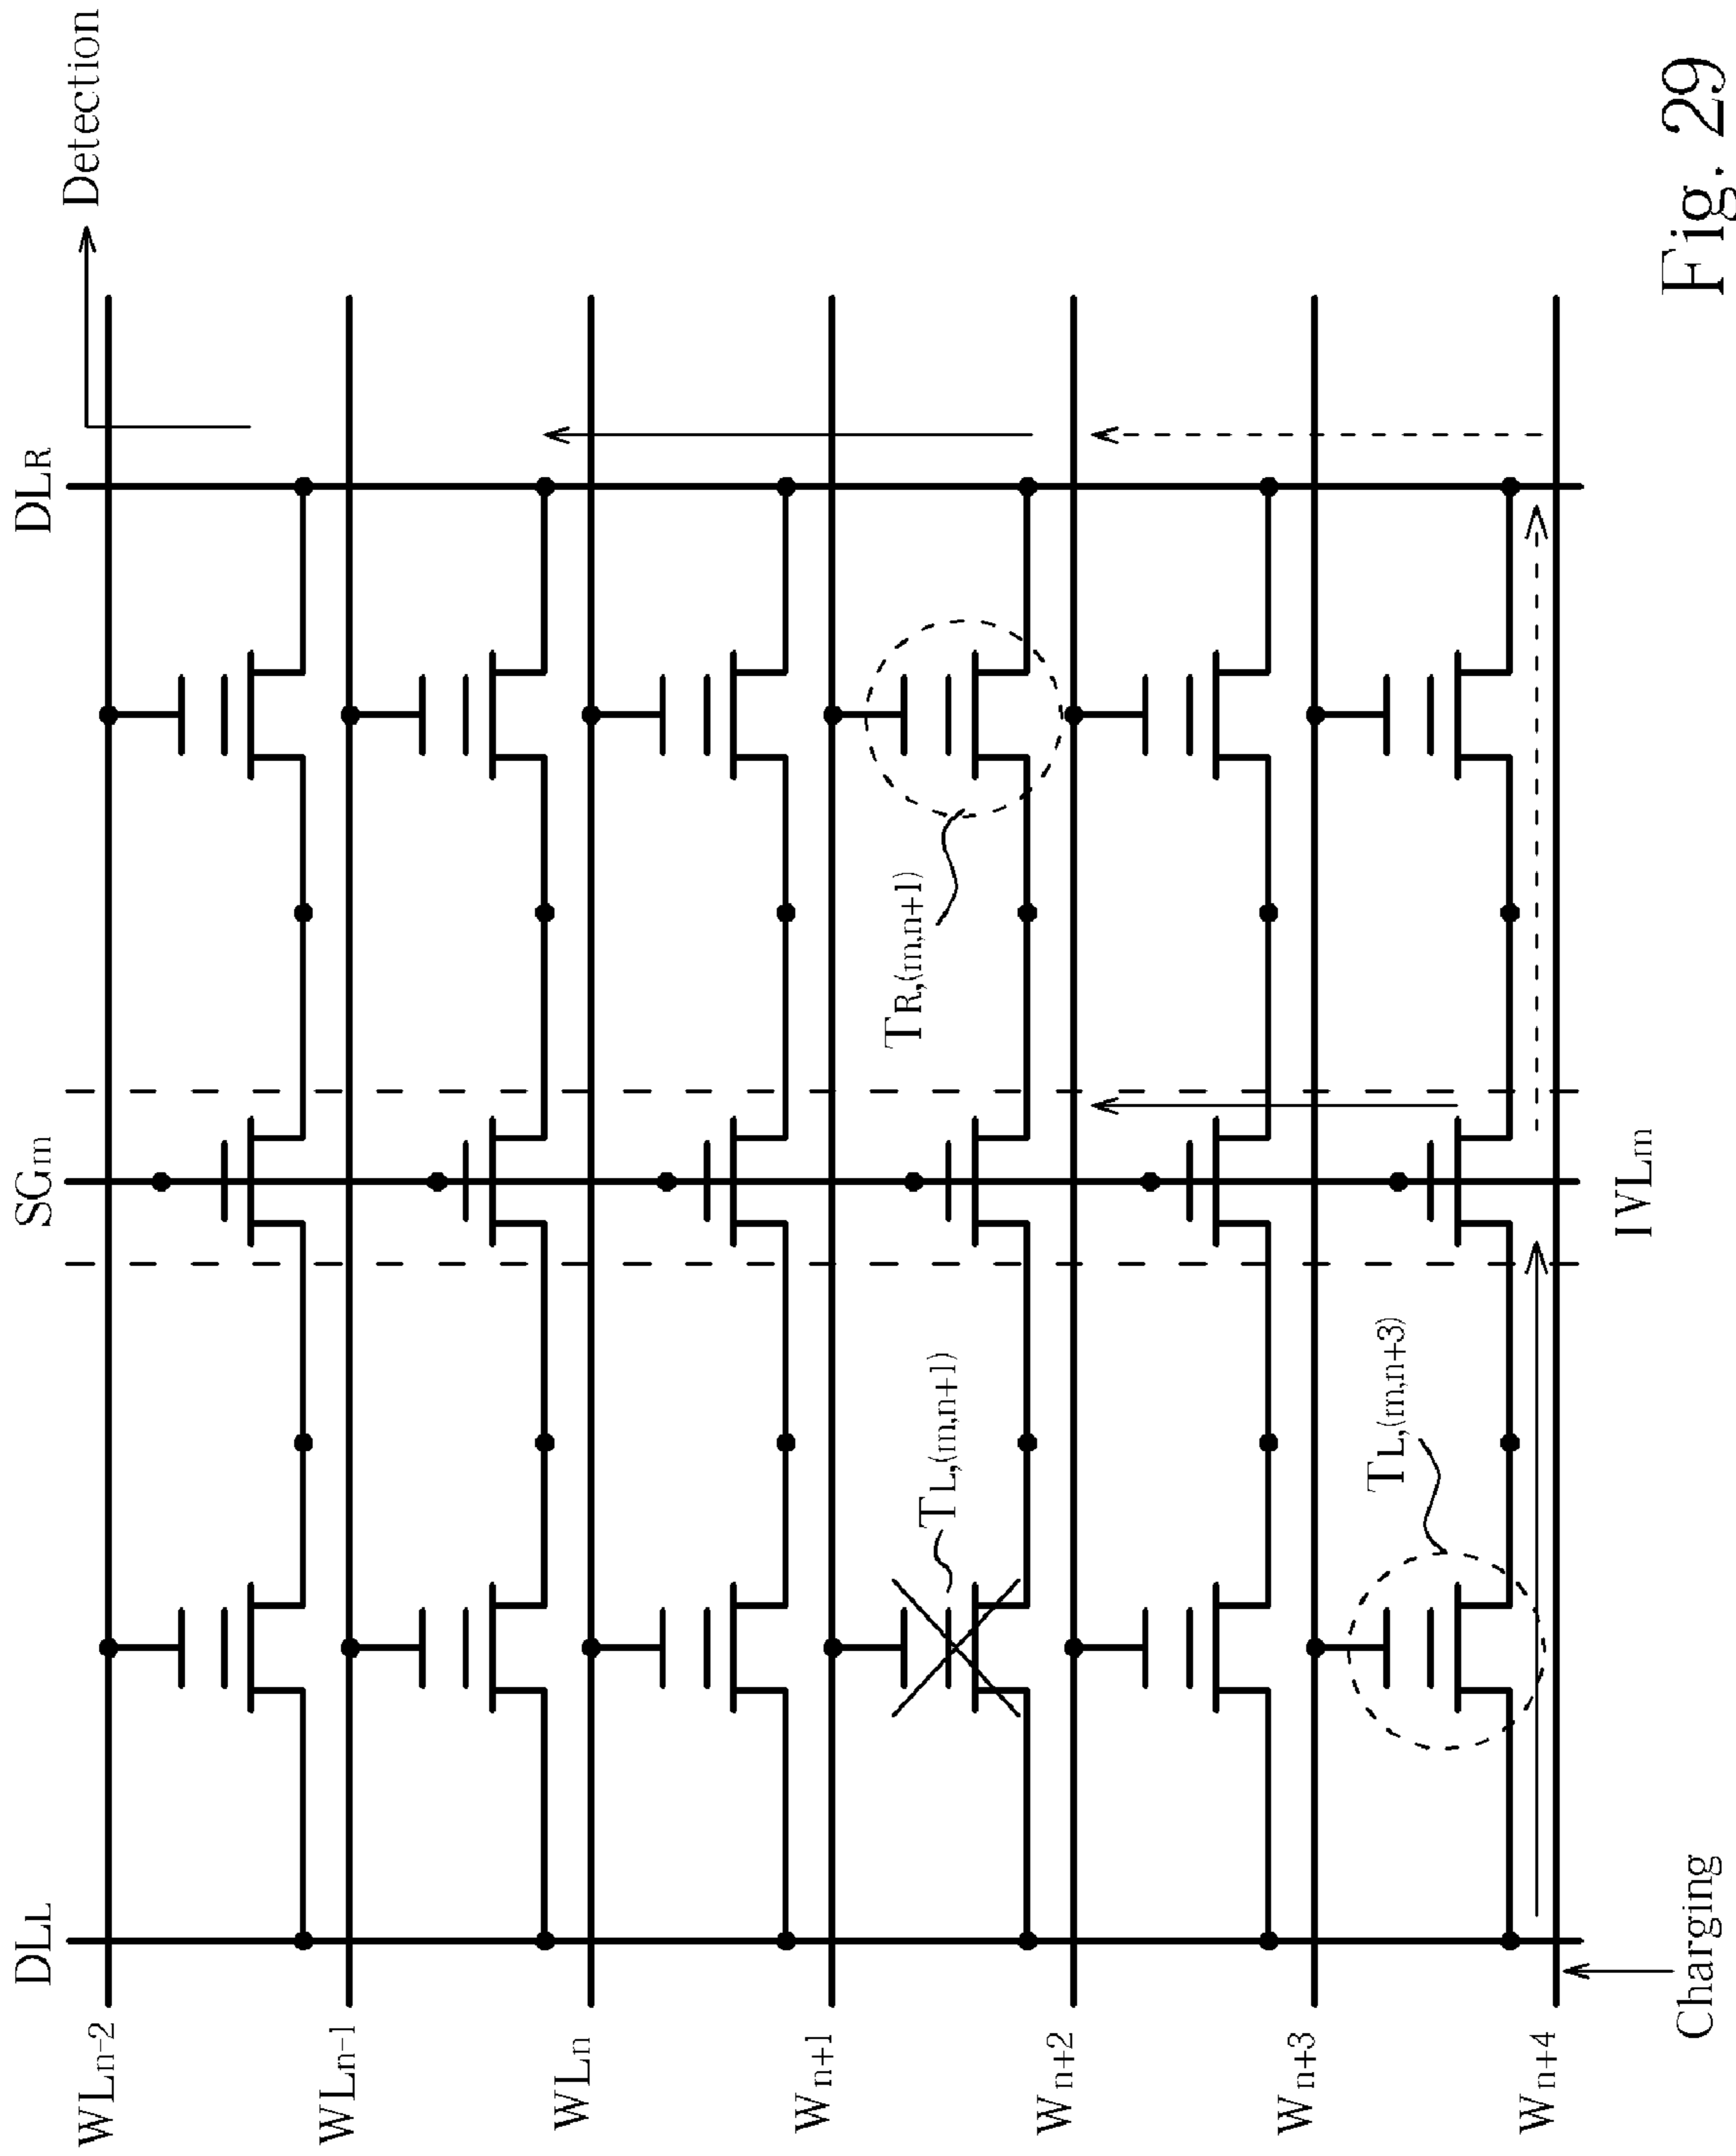 DLL
SGm
DLR
Detection
WLn-2
WLn-1
WLn
Wn+1
TL,(m,n+1)
TR,(m,n+1)
Wn+2
Wn+3
TL,(m,n+3)
Wn+4
Charging
IVLm
Fig. 29